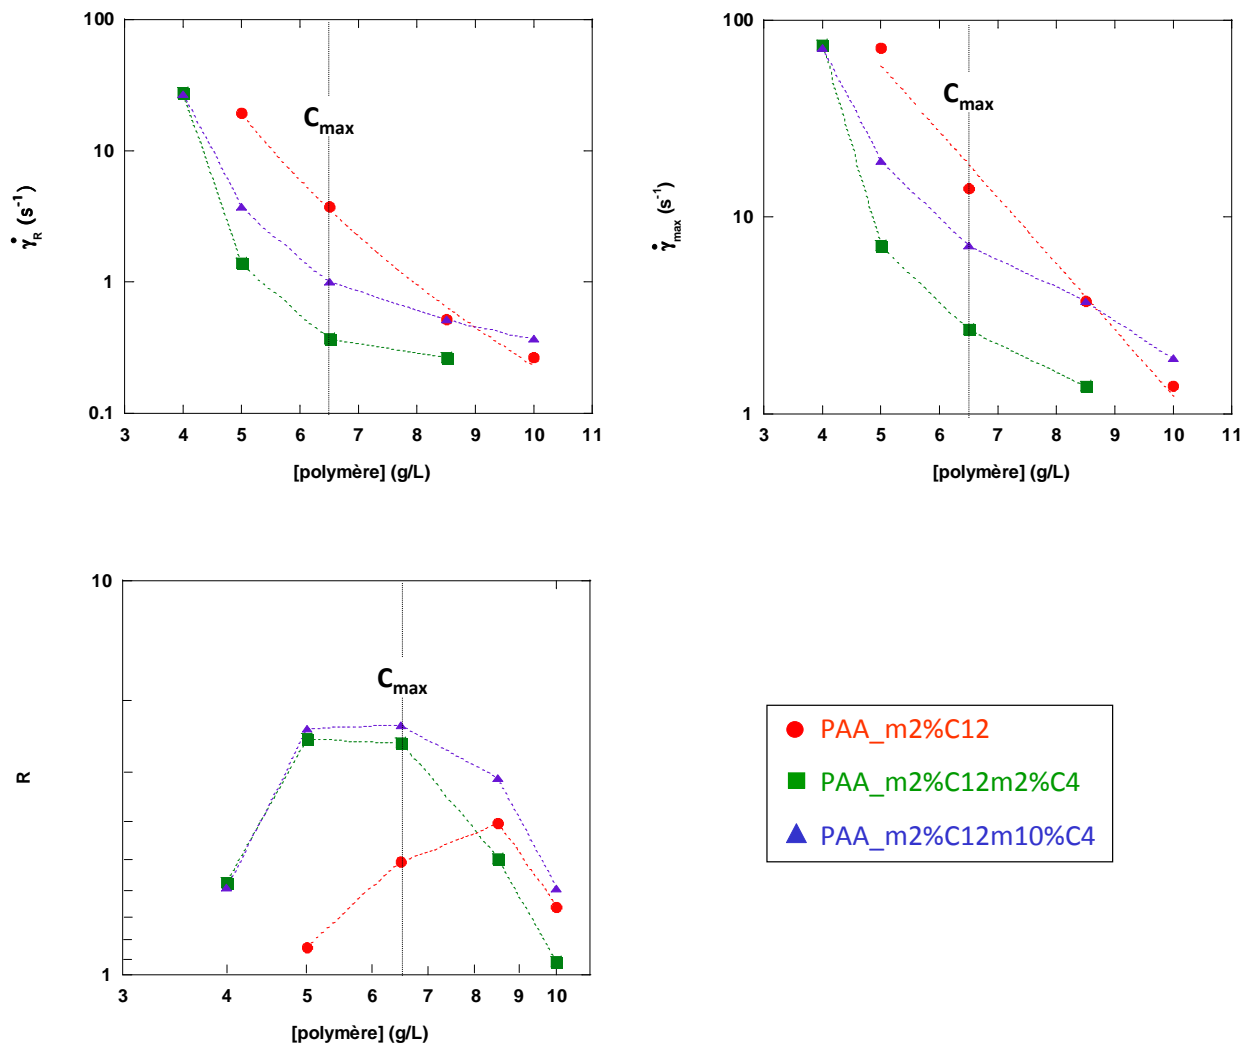 100
10
1
0.1
γ̇R (s-1)
Cmax
3 4 5 6 7 8 9 10 11
[polymère] (g/L)
100
10
1
γ̇max (s-1)
Cmax
3 4 5 6 7 8 9 10 11
[polymère] (g/L)
10
1
R
Cmax
3 4 5 6 7 8 9 10
[polymère] (g/L)
PAA_m2%C12
PAA_m2%C12m2%C4
PAA_m2%C12m10%C4